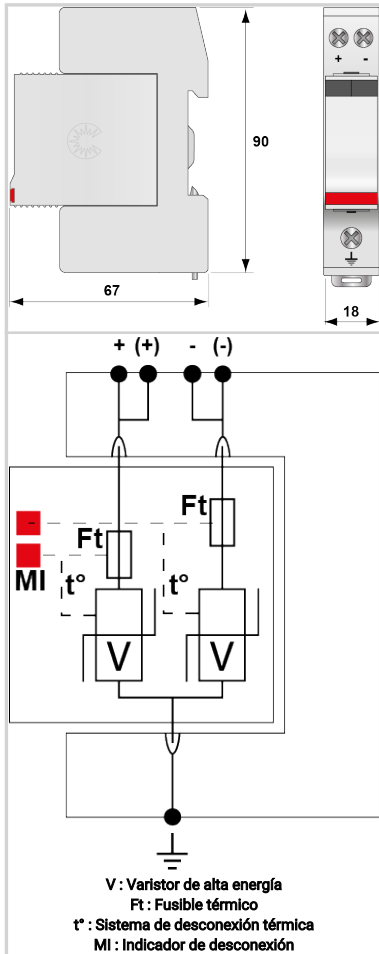 + -
90
67
18
+ (+) - (-)
Ft
Ft
MI
t°
t°
V
V
V : Varistor de alta energía
Ft : Fusible térmico
t° : Sistema de desconexión térmica
MI : Indicador de desconexión